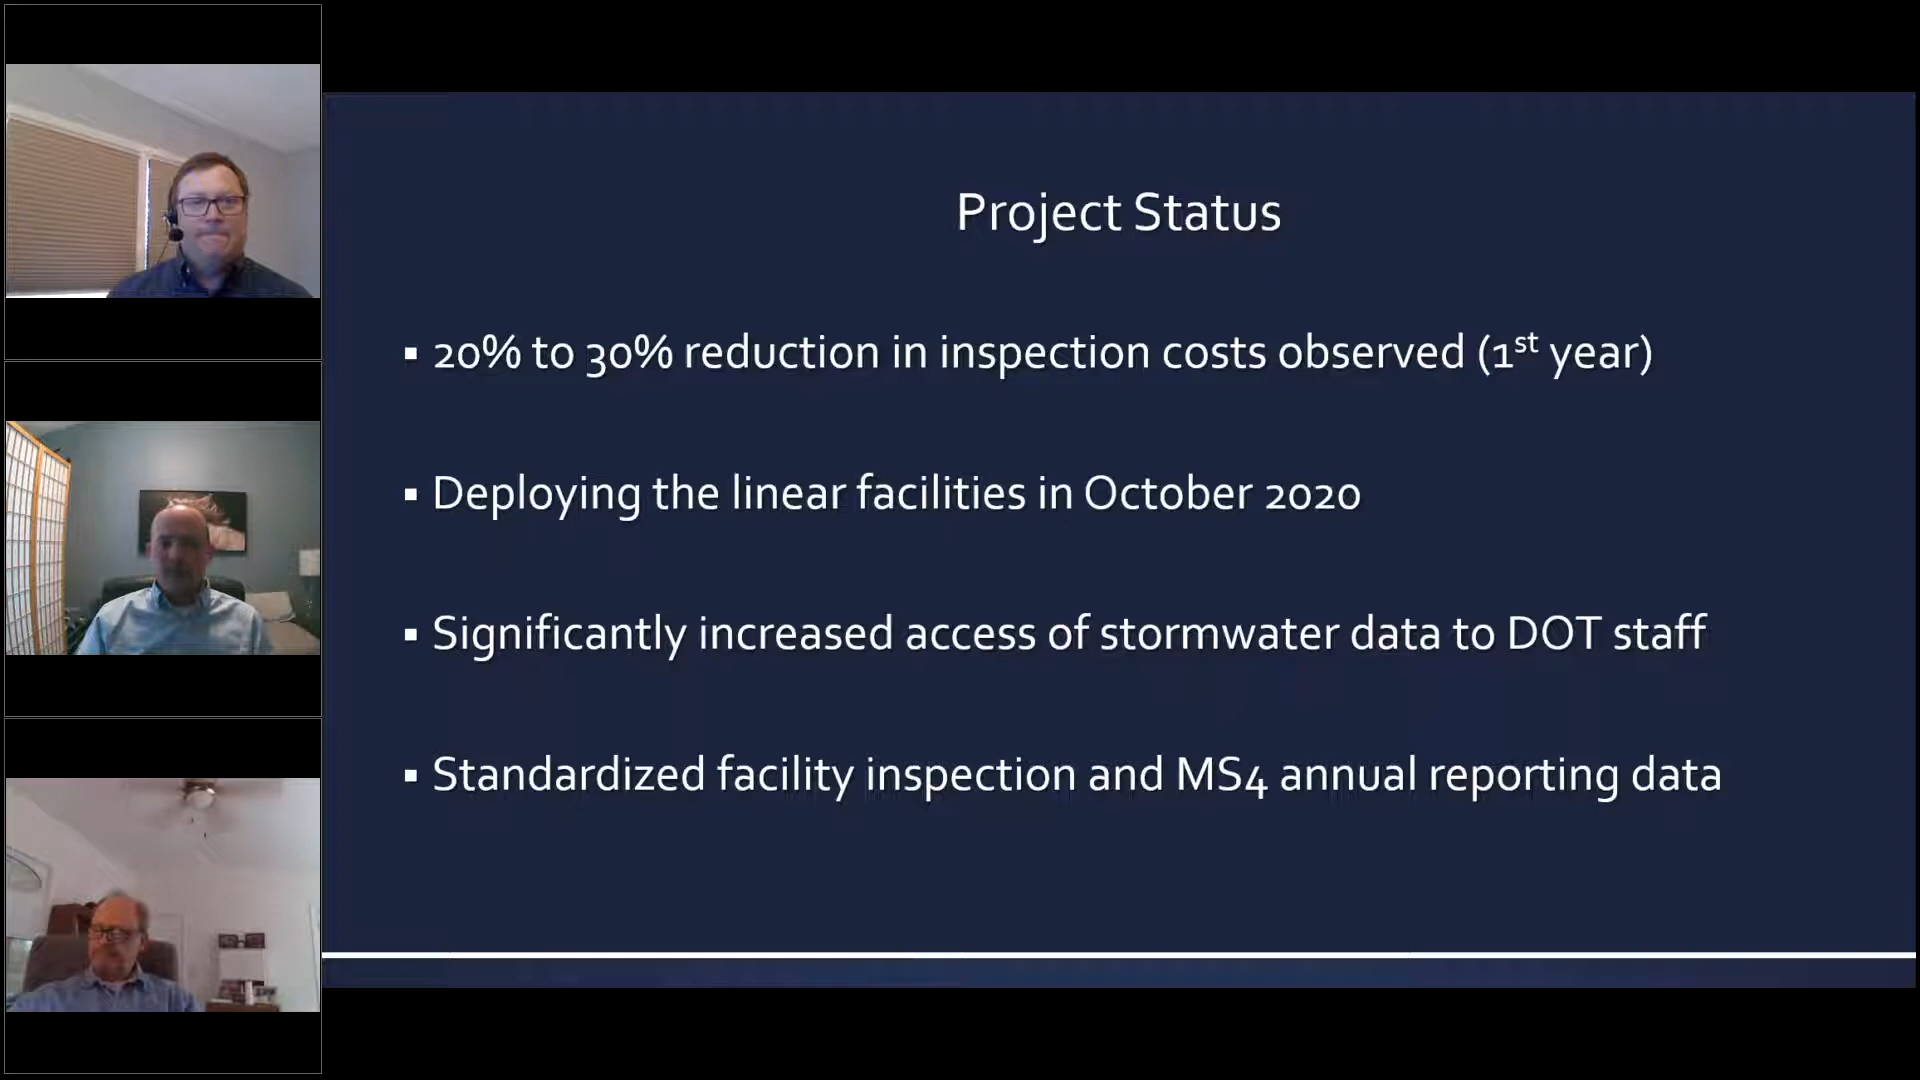 Project Status
▪ 20% to 30% reduction in inspection costs observed (1st year)
▪ Deploying the linear facilities in October 2020
▪ Significantly increased access of stormwater data to DOT staff
▪ Standardized facility inspection and MS4 annual reporting data